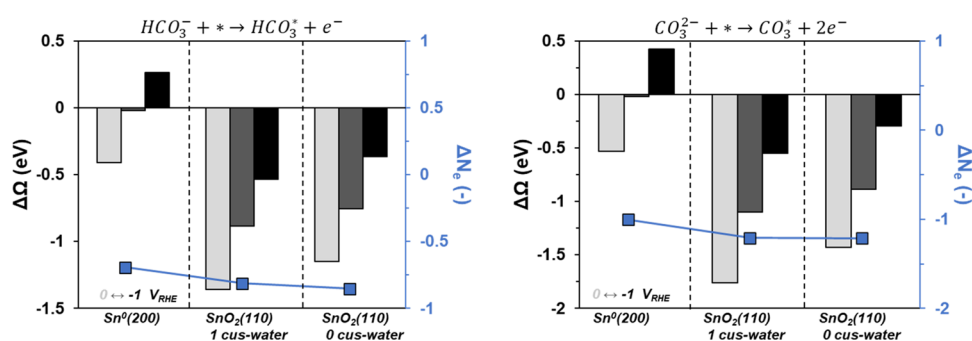 HCO₃⁻ + * → HCO₃* + e⁻
0.5
0
-0.5
-1
-1.5
ΔΩ (eV)
1
0.5
0
-0.5
-1
ΔNe (-)
0 ↔ -1 VRHE
Sn⁰(200)
SnO₂(110)
1 cus-water
SnO₂(110)
0 cus-water
CO₃²⁻ + * → CO₃* + 2e⁻
0.5
0
-0.5
-1
-1.5
-2
ΔΩ (eV)
1
0
-1
-2
ΔNe (-)
0 ↔ -1 VRHE
Sn⁰(200)
SnO₂(110)
1 cus-water
SnO₂(110)
0 cus-water